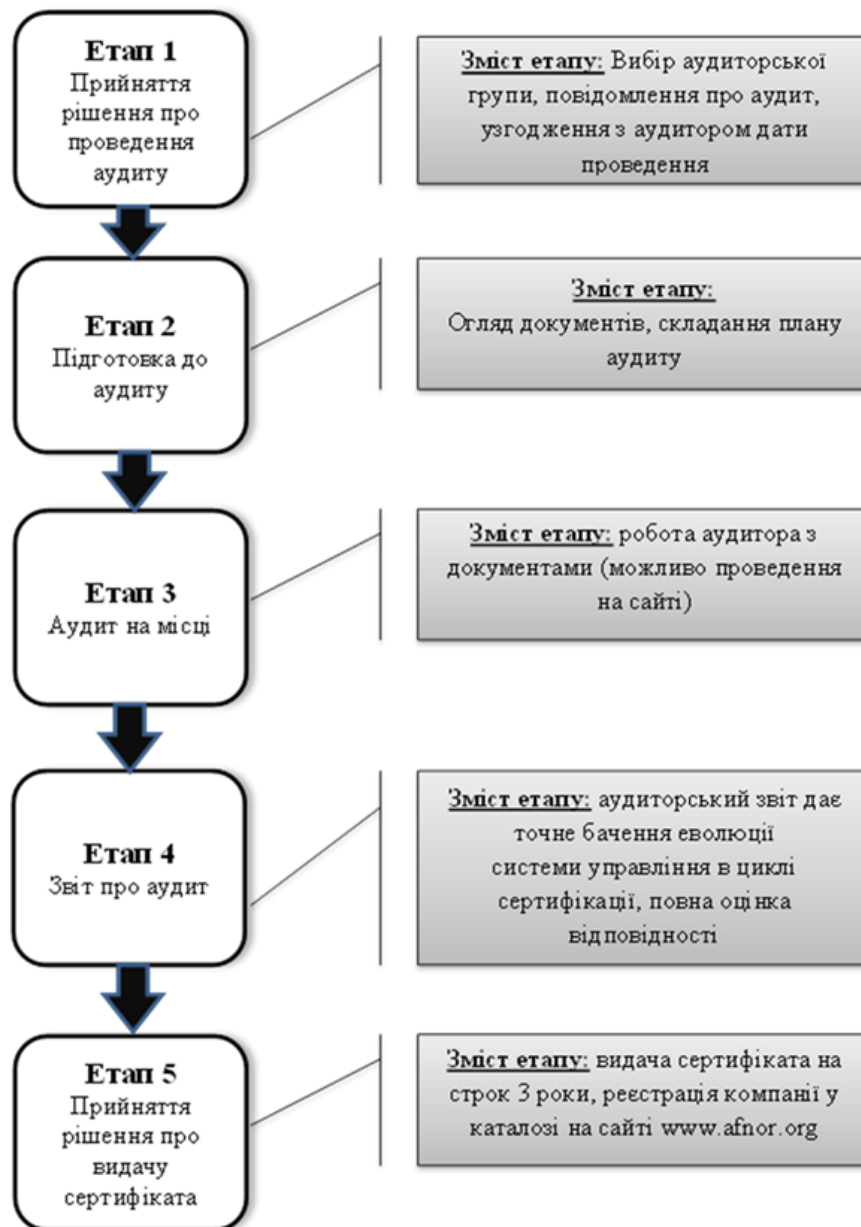 Етап 1
Прийняття
рішення про
проведення
аудиту
Зміст етапу: Вибір аудиторської
групи, повідомлення про аудит,
узгодження з аудитором дати
проведення
Етап 2
Підготовка до
аудиту
Зміст етапу:
Огляд документів, складання плану
аудиту
Етап 3
Аудит на місці
Зміст етапу: робота аудитора з
документами (можливо проведення
на сайті)
Етап 4
Звіт про аудит
Зміст етапу: аудиторський звіт дає
точне бачення еволюції
системи управління в циклі
сертифікації, повна оцінка
відповідності
Етап 5
Прийняття
рішення про
видачу
сертифіката
Зміст етапу: видача сертифіката на
строк 3 роки, реєстрація компанії у
каталозі на сайті www.afnor.org